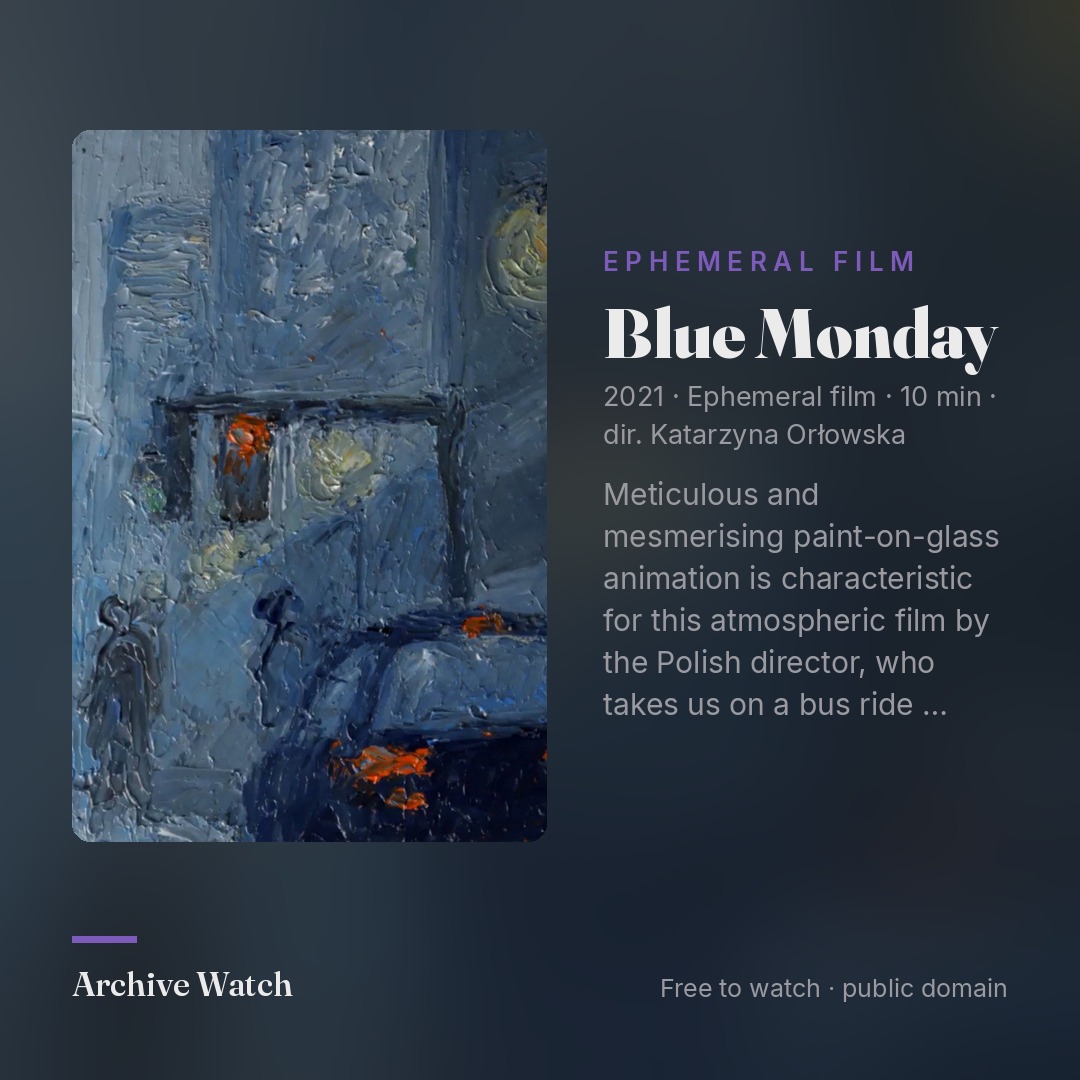 EPHEMERAL FILM
Blue Monday
2021 · Ephemeral film · 10 min ·
dir. Katarzyna Orłowska
Meticulous and
mesmerising paint-on-glass
animation is characteristic
for this atmospheric film by
the Polish director, who
takes us on a bus ride ...
Archive Watch
Free to watch · public domain